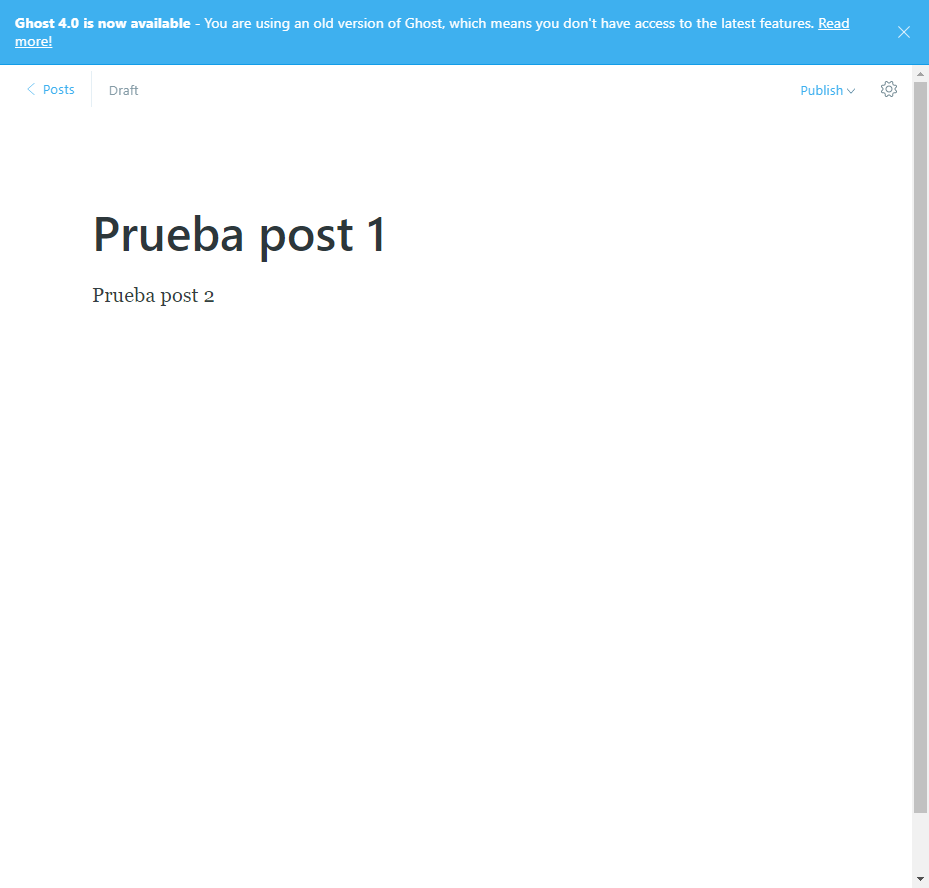 Ghost 4.0 is now available - You are using an old version of Ghost, which means you don't have access to the latest features. Read
more!
Posts
Draft
Publish
Prueba post 1
Prueba post 2